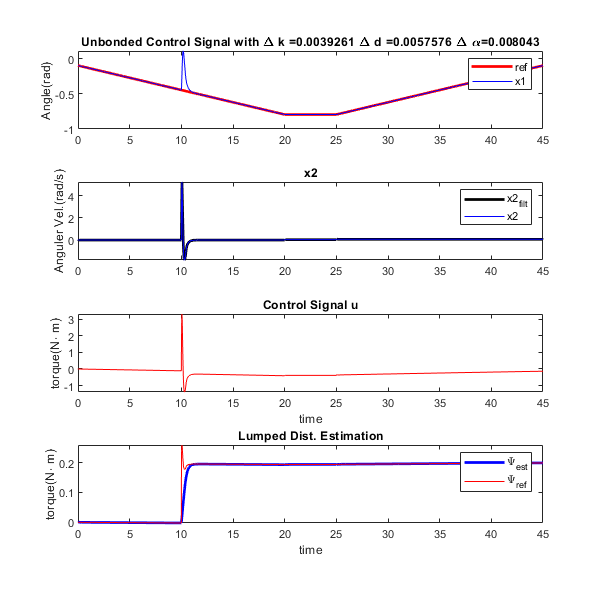 Unbonded Control Signal with Δ k =0.0039261 Δ d =0.0057576 Δ α=0.008043
Angle(rad)
0
-0.5
-1
ref
x1
0 5 10 15 20 25 30 35 40 45
x2
Anguler Vel.(rad/s)
4
2
0
x2filt
x2
0 5 10 15 20 25 30 35 40 45
Control Signal u
torque(N· m)
3
2
1
0
-1
0 5 10 15 20 25 30 35 40 45
time
Lumped Dist. Estimation
torque(N· m)
0.2
0.1
0
Ψest
Ψref
0 5 10 15 20 25 30 35 40 45
time